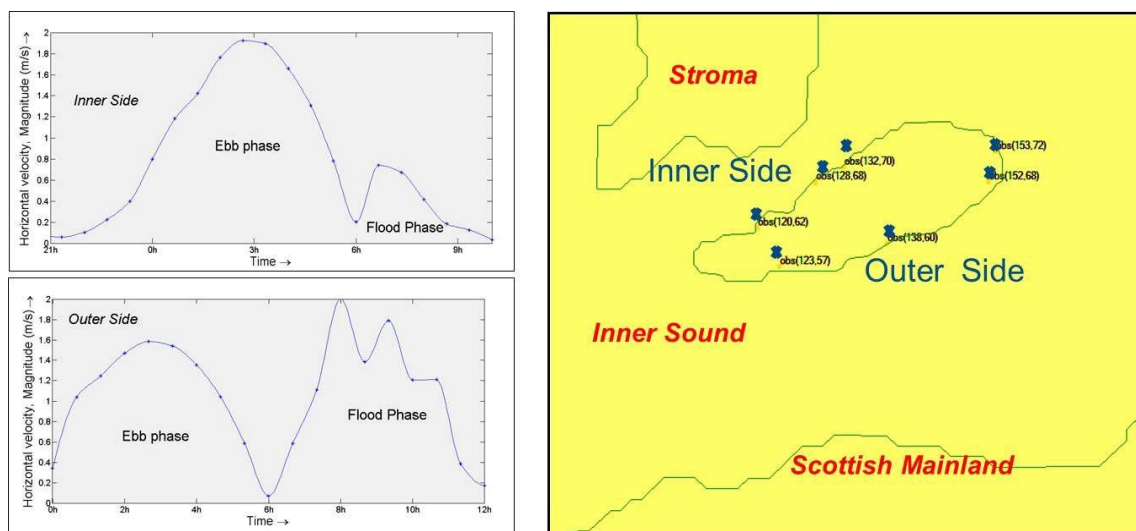 Horizontal velocity, Magnitude (m/s) →
2
1.8
1.6
1.4
1.2
1
0.8
0.6
0.4
0.2
0
Inner Side
Ebb phase
Flood Phase
21h 0h 3h 6h 9h
Time →
Horizontal velocity, Magnitude (m/s) →
2
1.8
1.6
1.4
1.2
1
0.8
0.6
0.4
0.2
0
Outer Side
Ebb phase
Flood Phase
0h 2h 4h 6h 8h 10h 12h
Time →
Stroma
Inner Side
obs(132,70)
obs(153,72)
obs(128,68)
obs(152,68)
obs(120,62)
obs(138,60)
obs(123,57)
Outer Side
Inner Sound
Scottish Mainland